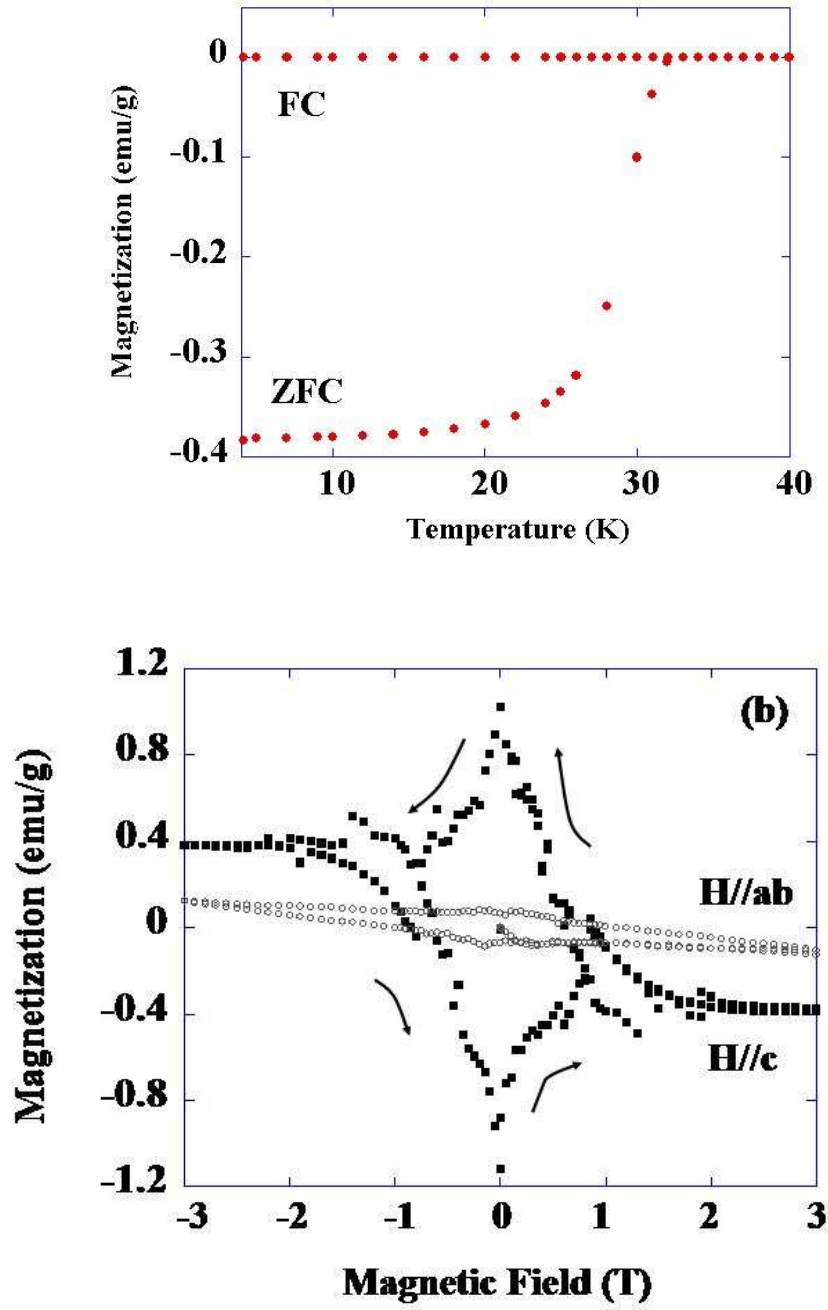 0
FC
-0.1
-0.2
-0.3
ZFC
-0.4
10 20 30 40
Magnetization (emu/g)
Temperature (K)
1.2
(b)
0.8
0.4
H//ab
0
-0.4
H//c
-0.8
-1.2
-3 -2 -1 0 1 2 3
Magnetization (emu/g)
Magnetic Field (T)